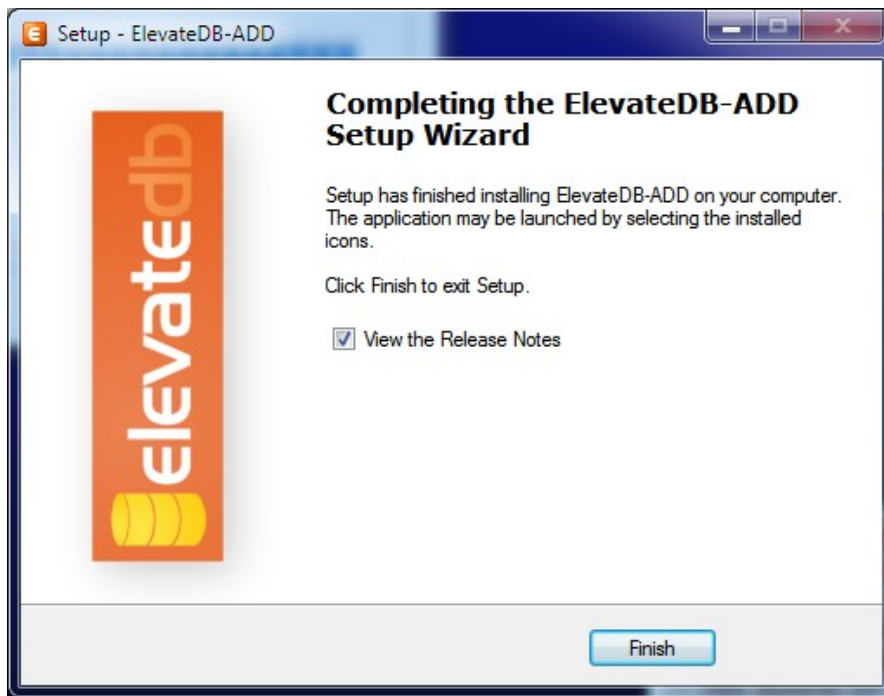 Setup - ElevateDB-ADD
elevatedb
Completing the ElevateDB-ADD
Setup Wizard
Setup has finished installing ElevateDB-ADD on your computer.
The application may be launched by selecting the installed
icons.
Click Finish to exit Setup.
View the Release Notes
Finish